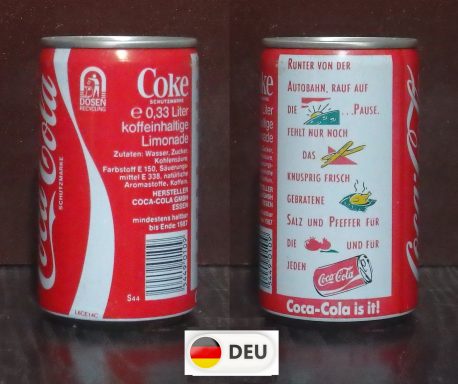 Coca-Cola
SCHUTZMARKE
DOSEN
RECYCLING
Coke
SCHUTZMARKE
e 0,33 Liter
koffeinhaltige
Limonade
Zutaten: Wasser, Zucker,
Kohlensäure,
Farbstoff E 150, Säuerungs-
mittel E 338, natürliche
Aromastoffe, Koffein.
HERSTELLER
COCA-COLA GMBH
ESSEN
mindestens haltbar
bis Ende 1987
S44
RUNTER VON DER
AUTOBAHN, RAUF AUF
DIE ...PAUSE.
FEHLT NUR NOCH
DAS
KNUSPRIG FRISCH
GEBRATENE
SALZ UND PFEFFER FÜR
DIE UND FÜR
JEDEN
Coca-Cola
Coca-Cola is it!
DEU